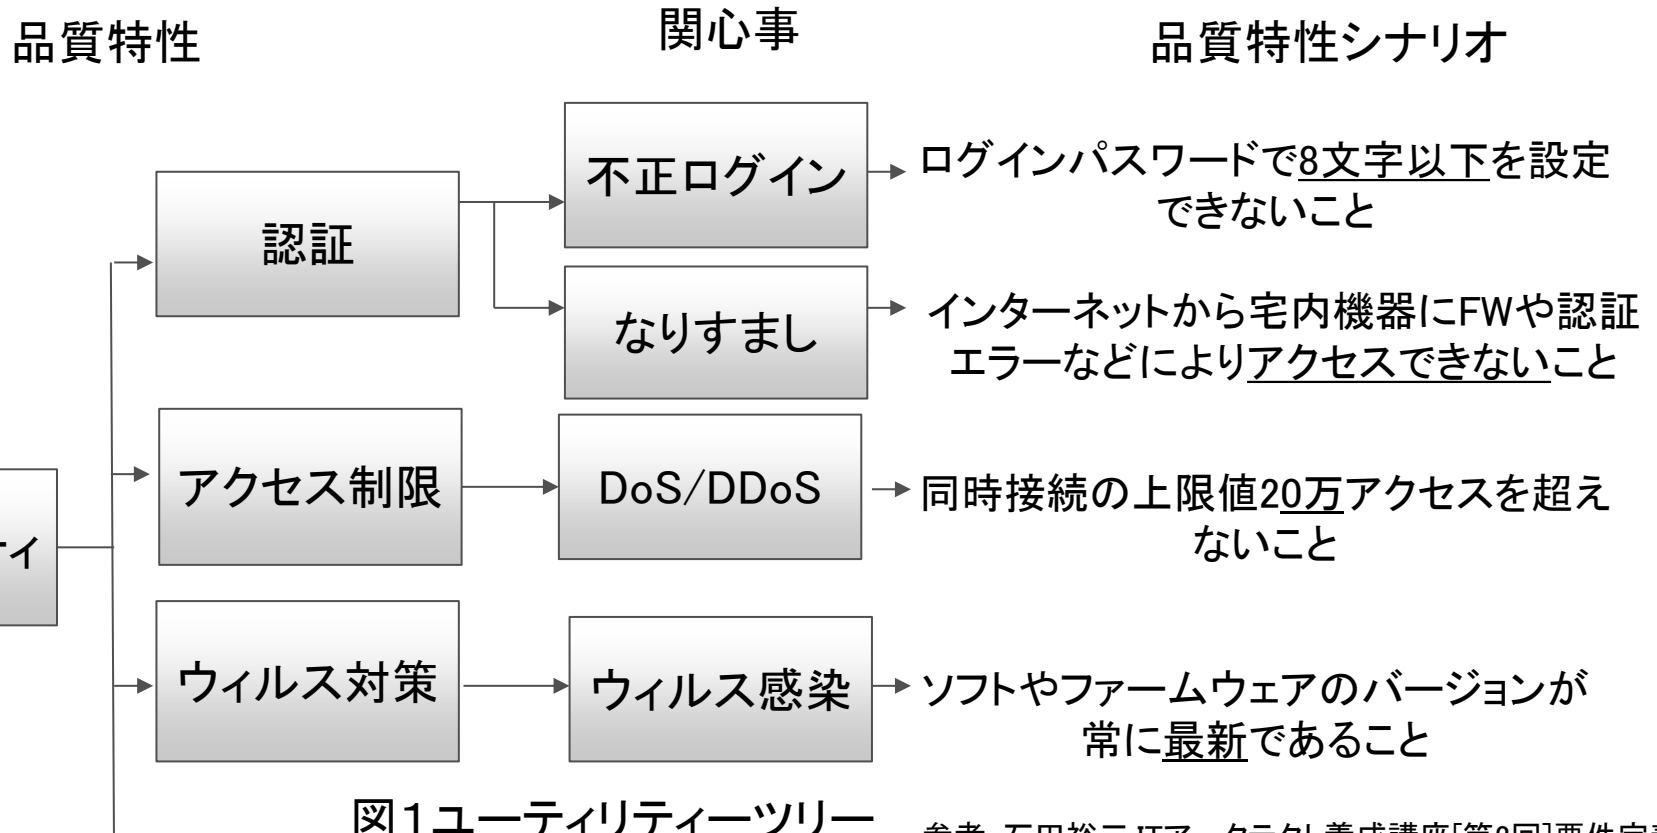 品質特性
関心事
品質特性シナリオ
認証
不正ログイン
ログインパスワードで8文字以下を設定
できないこと
なりすまし
インターネットから宅内機器にFWや認証
エラーなどによりアクセスできないこと
ィ
アクセス制限
DoS/DDoS
同時接続の上限値20万アクセスを超え
ないこと
ウィルス対策
ウィルス感染
ソフトやファームウェアのバージョンが
常に最新であること
図1ユーティリティーツリー